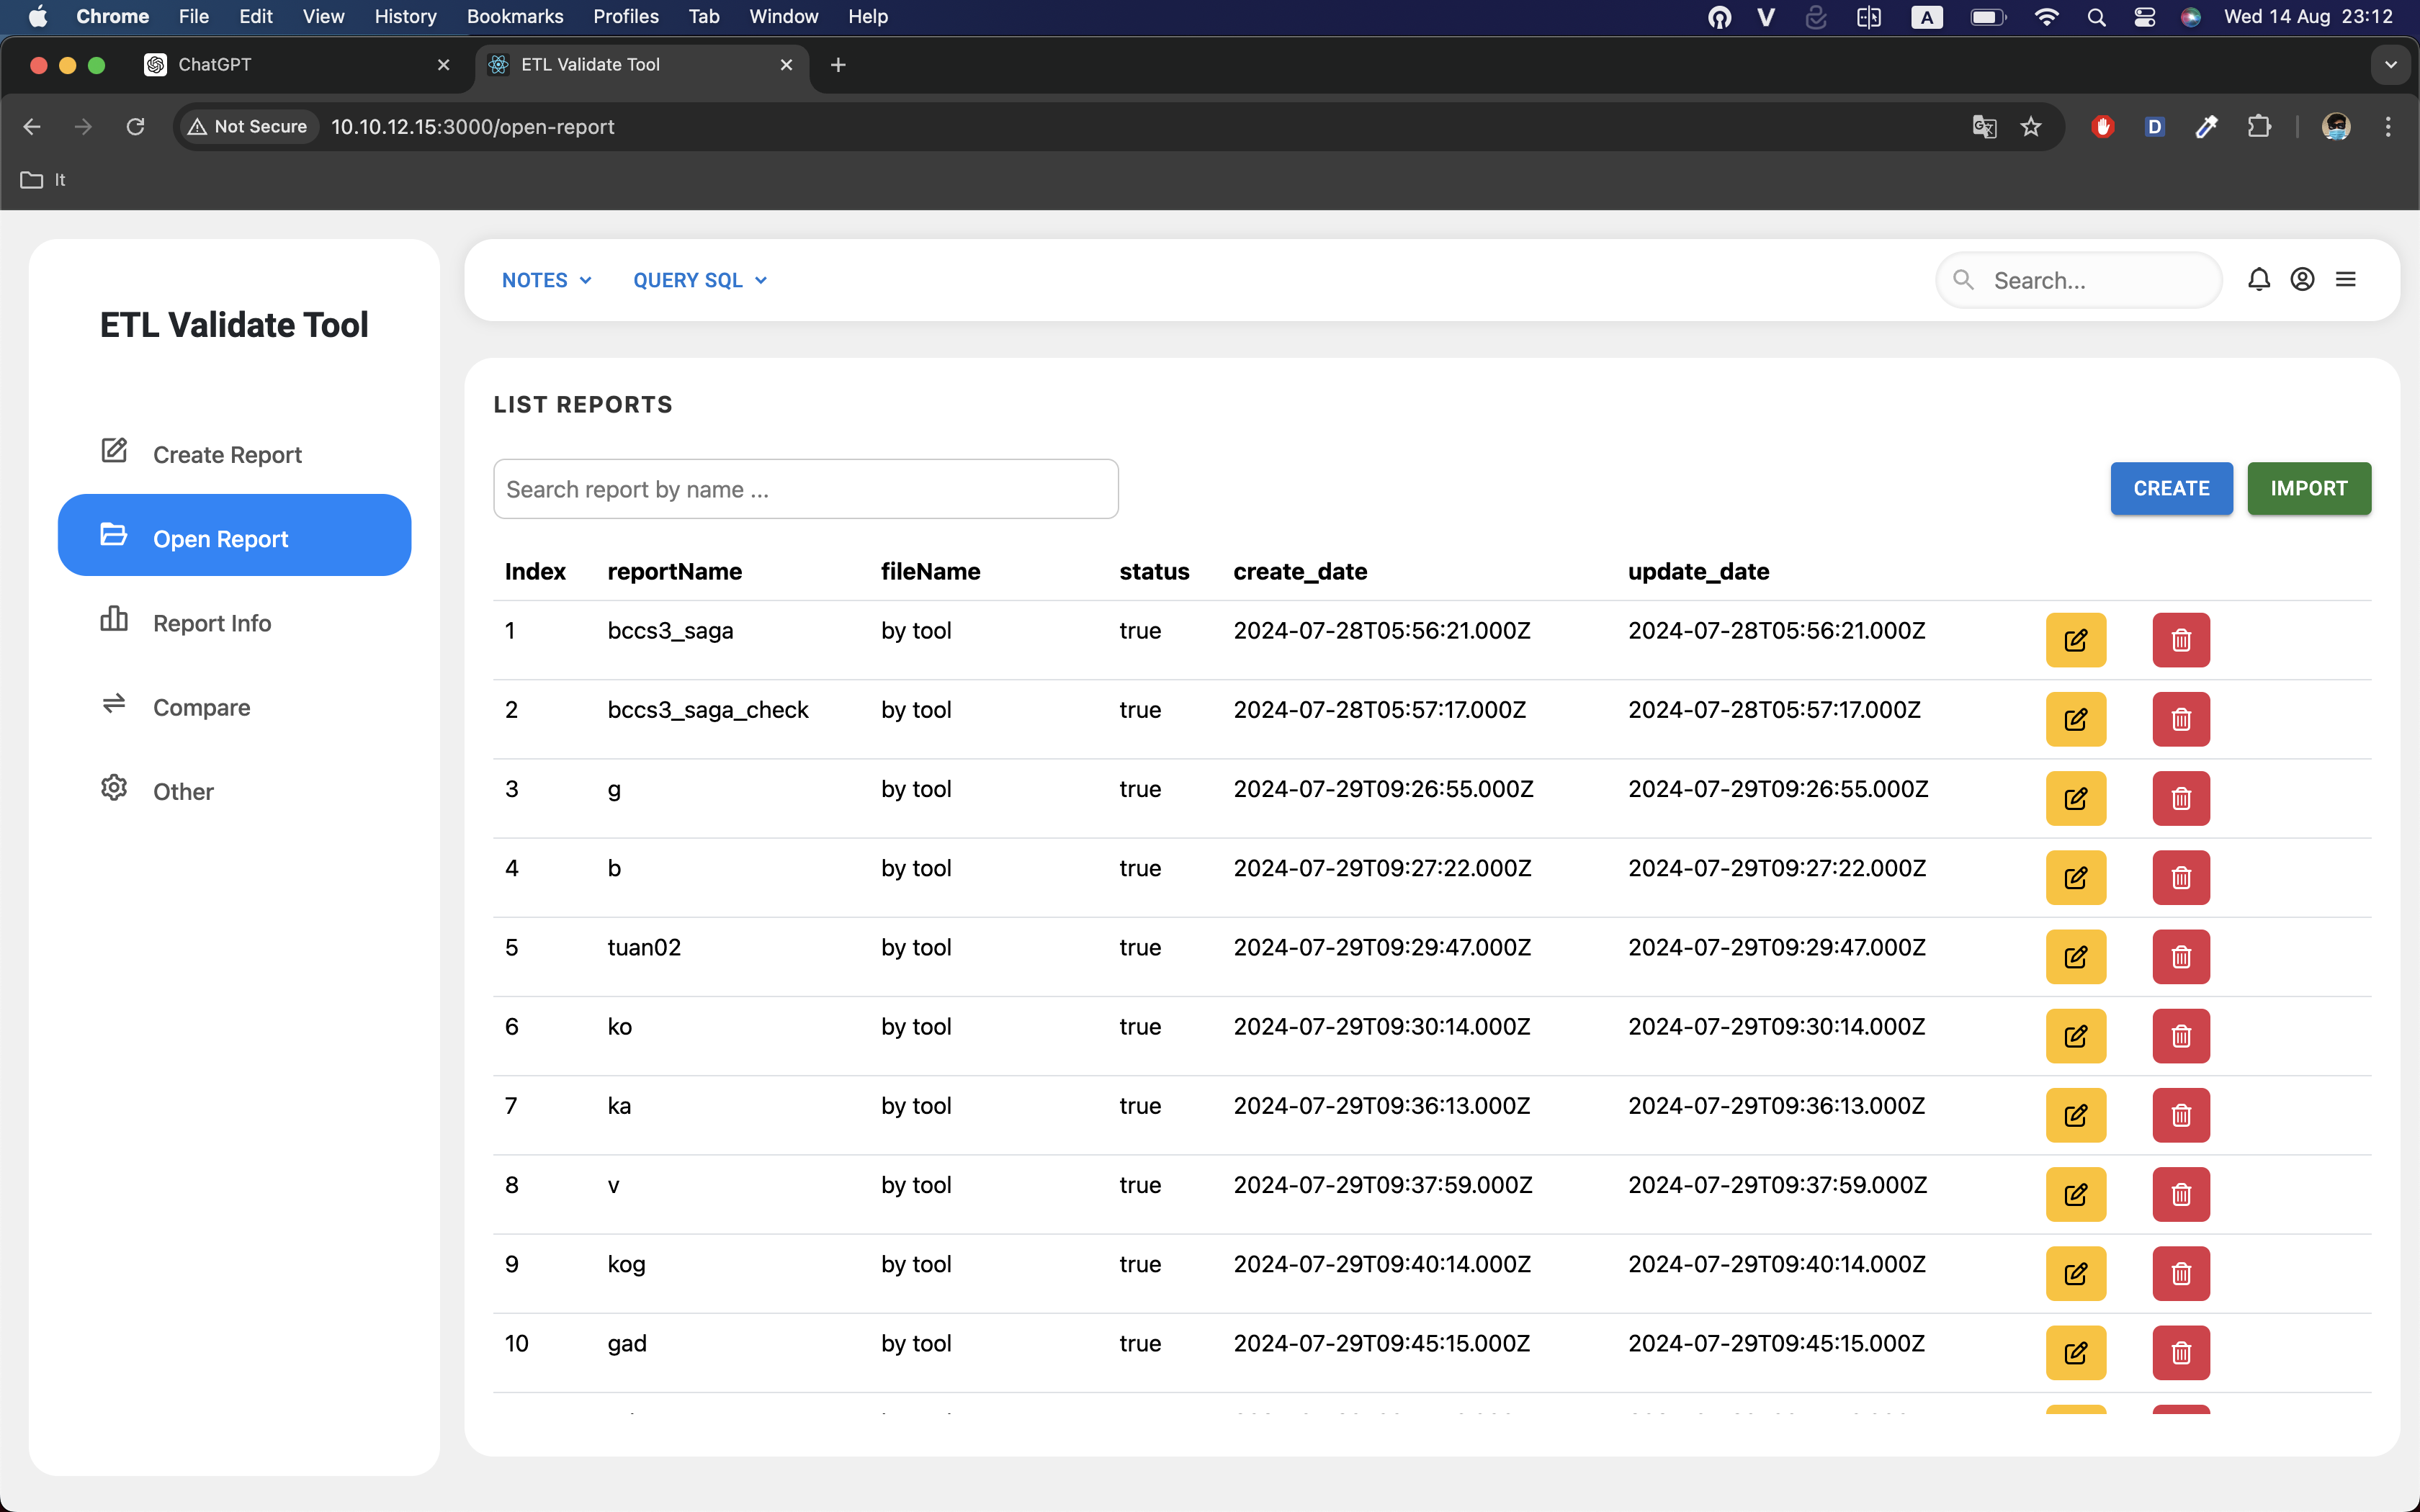 Chrome File Edit View History Bookmarks Profiles Tab Window Help V A Wed 14 Aug 23:12
ChatGPT ETL Validate Tool
Not Secure 10.10.12.15:3000/open-report D
It
NOTES QUERY SQL Search...
ETL Validate Tool
Create Report
Open Report
Report Info
Compare
Other
LIST REPORTS
Search report by name ... CREATE IMPORT
Index reportName fileName status create_date update_date
1 bccs3_saga by tool true 2024-07-28T05:56:21.000Z 2024-07-28T05:56:21.000Z
2 bccs3_saga_check by tool true 2024-07-28T05:57:17.000Z 2024-07-28T05:57:17.000Z
3 g by tool true 2024-07-29T09:26:55.000Z 2024-07-29T09:26:55.000Z
4 b by tool true 2024-07-29T09:27:22.000Z 2024-07-29T09:27:22.000Z
5 tuan02 by tool true 2024-07-29T09:29:47.000Z 2024-07-29T09:29:47.000Z
6 ko by tool true 2024-07-29T09:30:14.000Z 2024-07-29T09:30:14.000Z
7 ka by tool true 2024-07-29T09:36:13.000Z 2024-07-29T09:36:13.000Z
8 v by tool true 2024-07-29T09:37:59.000Z 2024-07-29T09:37:59.000Z
9 kog by tool true 2024-07-29T09:40:14.000Z 2024-07-29T09:40:14.000Z
10 gad by tool true 2024-07-29T09:45:15.000Z 2024-07-29T09:45:15.000Z